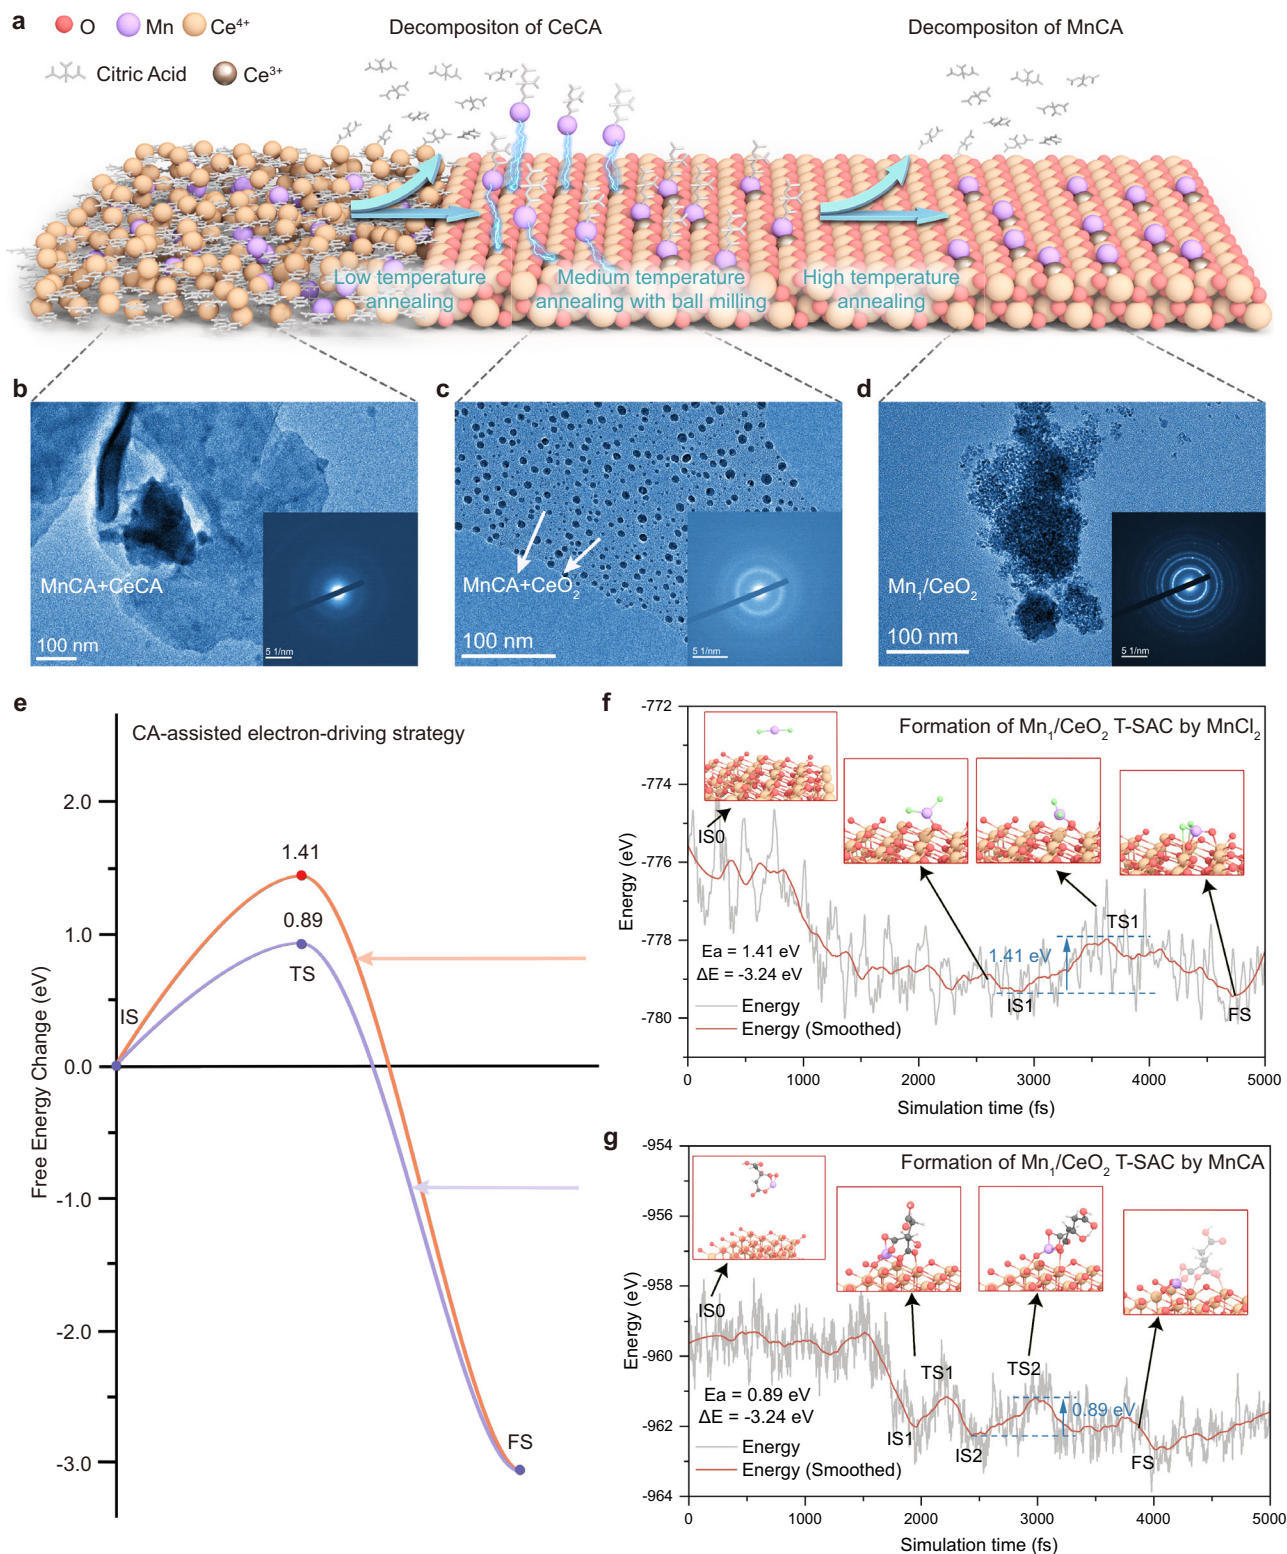 a
O Mn Ce⁴⁺
Citric Acid Ce³⁺
Decompositon of CeCA
Decompositon of MnCA
Low temperature
annealing
Medium temperature
annealing with ball milling
High temperature
annealing
b
MnCA+CeCA
100 nm
5 1/nm
c
MnCA+CeO₂
100 nm
5 1/nm
d
Mn₁/CeO₂
100 nm
5 1/nm
e
CA-assisted electron-driving strategy
Free Energy Change (eV)
2.0
1.0
0.0
-1.0
-2.0
-3.0
1.41
0.89
TS
IS
FS
f
Formation of Mn₁/CeO₂ T-SAC by MnCl₂
Energy (eV)
-772
-774
-776
-778
-780
IS0
TS1
1.41 eV
IS1
FS
Ea = 1.41 eV
ΔE = -3.24 eV
Energy
Energy (Smoothed)
0 1000 2000 3000 4000 5000
Simulation time (fs)
g
Formation of Mn₁/CeO₂ T-SAC by MnCA
Energy (eV)
-954
-956
-958
-960
-962
-964
IS0
TS1
TS2
0.89 eV
IS1
IS2
FS
Ea = 0.89 eV
ΔE = -3.24 eV
Energy
Energy (Smoothed)
0 1000 2000 3000 4000 5000
Simulation time (fs)